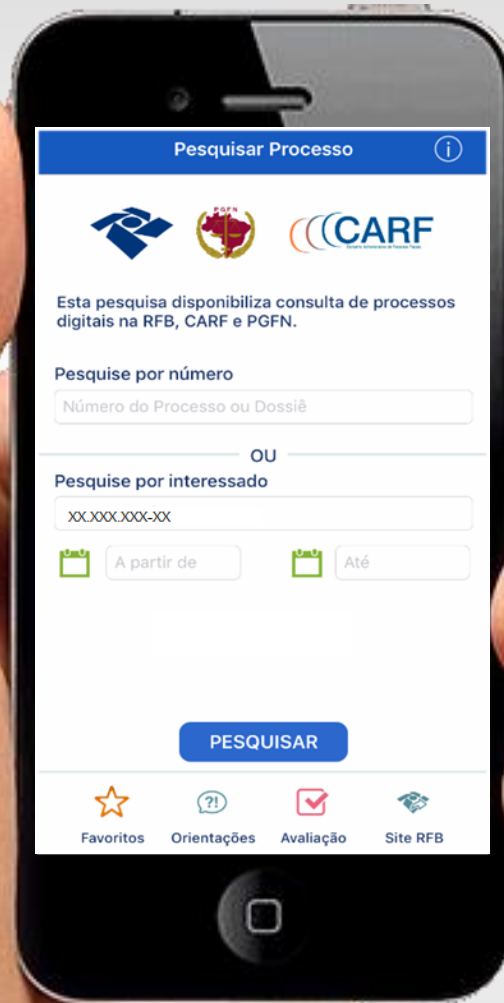 Pesquisar Processo
i
PGFN
CARF
Esta pesquisa disponibiliza consulta de processos
digitais na RFB, CARF e PGFN.
Pesquise por número
Número do Processo ou Dossiê
OU
Pesquise por interessado
XX.XXX.XXX-XX
A partir de
Até
PESQUISAR
?!
Favoritos
Orientações
Avaliação
Site RFB